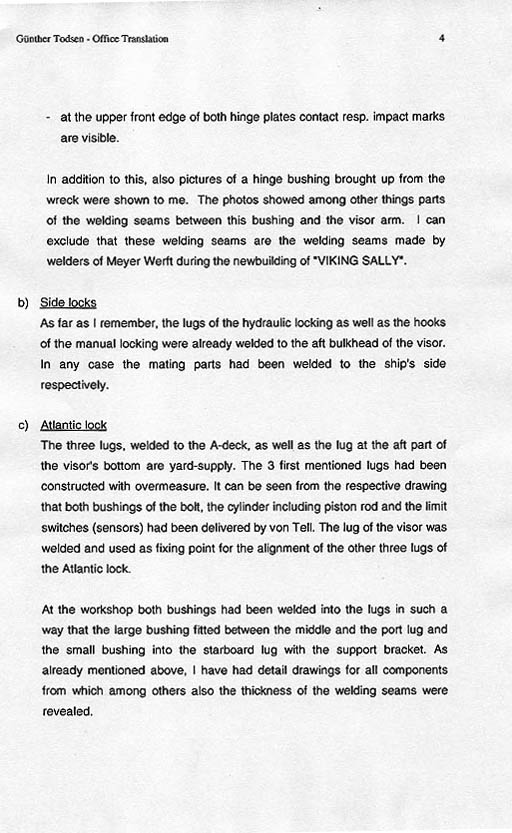 Günther Todsen - Office Translation 4
- at the upper front edge of both hinge plates contact resp. impact marks
are visible.
In addition to this, also pictures of a hinge bushing brought up from the
wreck were shown to me. The photos showed among other things parts
of the welding seams between this bushing and the visor arm. I can
exclude that these welding seams are the welding seams made by
welders of Meyer Werft during the newbuilding of "VIKING SALLY".
b) Side locks
As far as I remember, the lugs of the hydraulic locking as well as the hooks
of the manual locking were already welded to the aft bulkhead of the visor.
In any case the mating parts had been welded to the ship's side
respectively.
c) Atlantic lock
The three lugs, welded to the A-deck, as well as the lug at the aft part of
the visor's bottom are yard-supply. The 3 first mentioned lugs had been
constructed with overmeasure. It can be seen from the respective drawing
that both bushings of the bolt, the cylinder including piston rod and the limit
switches (sensors) had been delivered by von Tell. The lug of the visor was
welded and used as fixing point for the alignment of the other three lugs of
the Atlantic lock.
At the workshop both bushings had been welded into the lugs in such a
way that the large bushing fitted between the middle and the port lug and
the small bushing into the starboard lug with the support bracket. As
already mentioned above, I have had detail drawings for all components
from which among others also the thickness of the welding seams were
revealed.